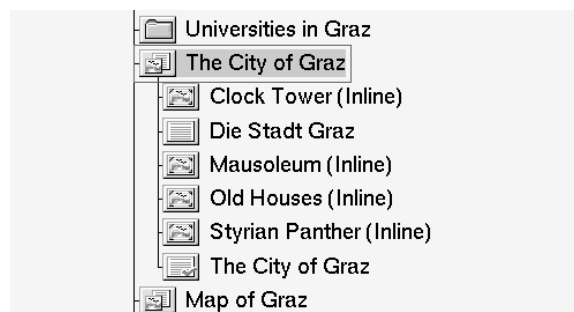 Universities in Graz
The City of Graz
Clock Tower (Inline)
Die Stadt Graz
Mausoleum (Inline)
Old Houses (Inline)
Styrian Panther (Inline)
The City of Graz
Map of Graz